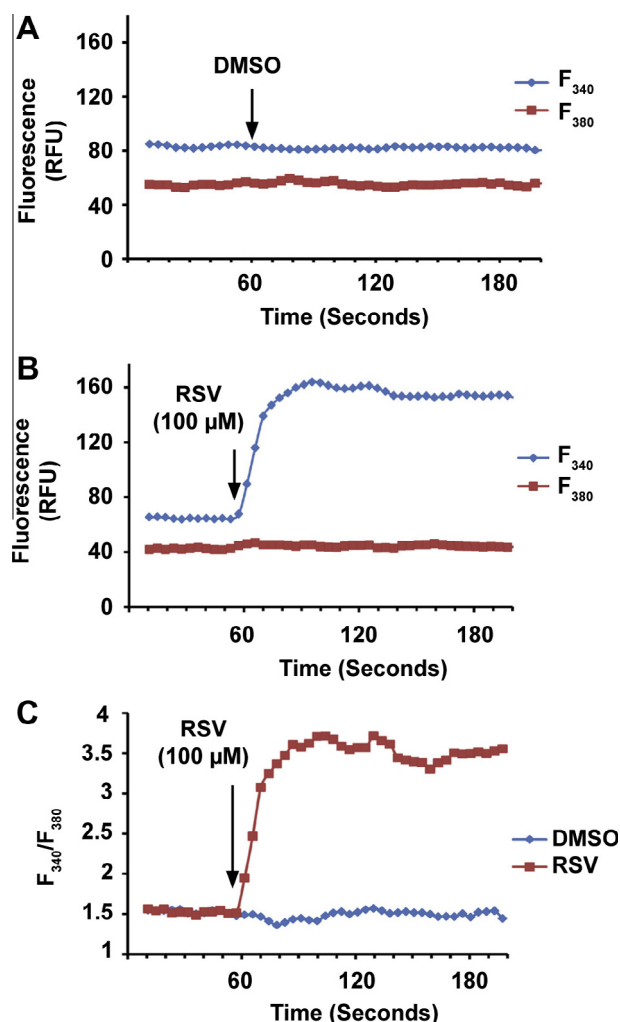 A
Fluorescence
(RFU)
160
120
80
40
0
DMSO
F340
F380
60
120
180
Time (Seconds)
B
Fluorescence
(RFU)
160
120
80
40
0
RSV
(100 µM)
F340
F380
60
120
180
Time (Seconds)
C
F340/F380
4
3.5
3
2.5
2
1.5
1
RSV
(100 µM)
DMSO
RSV
60
120
180
Time (Seconds)